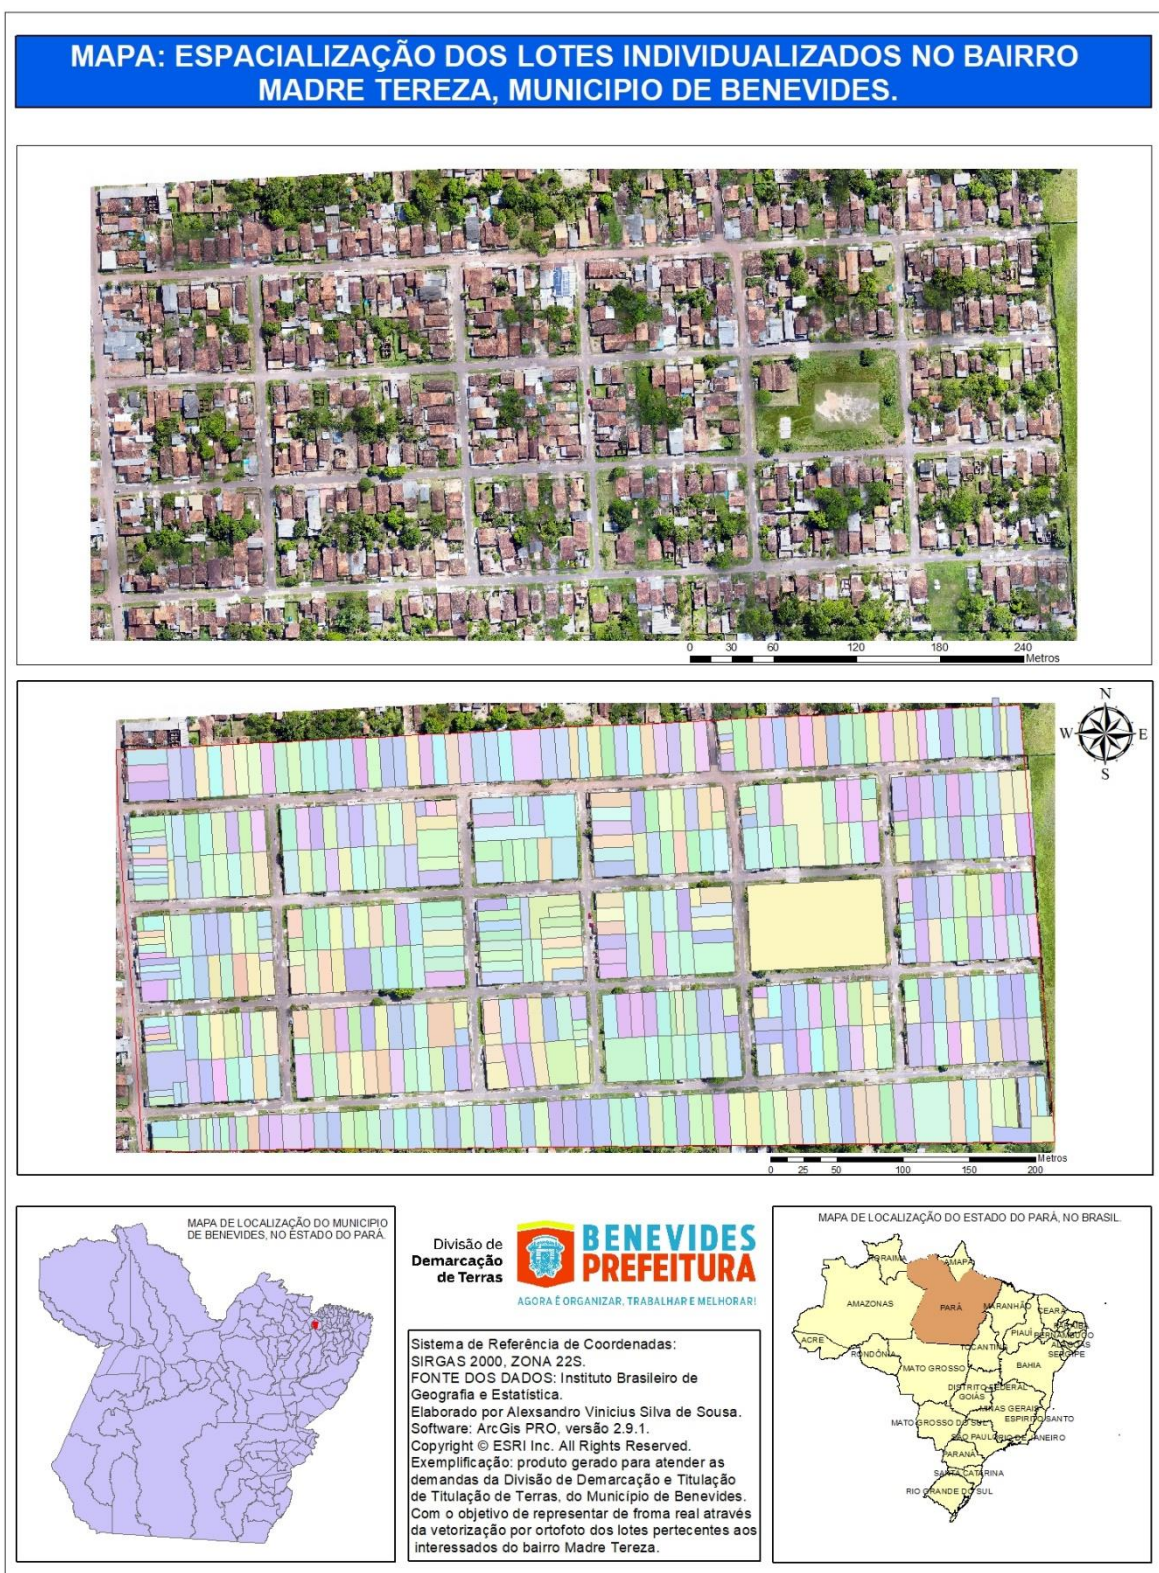 MAPA: ESPACIALIZAÇÃO DOS LOTES INDIVIDUALIZADOS NO BAIRRO
MADRE TEREZA, MUNICIPIO DE BENEVIDES.
0 30 60 120 180 240
Metros
N
W E
S
Metros
0 25 50 100 150 200
MAPA DE LOCALIZAÇÃO DO MUNICIPIO
DE BENEVIDES, NO ESTADO DO PARÁ.
Divisão de
Demarcação
de Terras
BENEVIDES
PREFEITURA
AGORA É ORGANIZAR, TRABALHAR E MELHORAR!
Sistema de Referência de Coordenadas:
SIRGAS 2000, ZONA 22S.
FONTE DOS DADOS: Instituto Brasileiro de
Geografia e Estatística.
Elaborado por Alexsandro Vinicius Silva de Sousa.
Software: ArcGis PRO, versão 2.9.1.
Copyright © ESRI Inc. All Rights Reserved.
Exemplificação: produto gerado para atender as
demandas da Divisão de Demarcação e Titulação
de Titulação de Terras, do Município de Benevides.
Com o objetivo de representar de froma real através
da vetorização por ortofoto dos lotes pertecentes aos
interessados do bairro Madre Tereza.
MAPA DE LOCALIZAÇÃO DO ESTADO DO PARÁ, NO BRASIL.
RORAIMA
AMAPÁ
AMAZONAS
PARÁ
MARANHÃO
CEARÁ
PARAÍBA
PIAUÍ
PERNAMBUCO
ACRE
ALAGOAS
TOCANTINS
SERGIPE
RONDÔNIA
MATO GROSSO
BAHIA
DISTRITO FEDERAL
GOIÁS
MINAS GERAIS
MATO GROSSO DO SUL
ESPIRITO SANTO
SÃO PAULO
RIO DE JANEIRO
PARANÁ
SANTA CATARINA
RIO GRANDE DO SUL